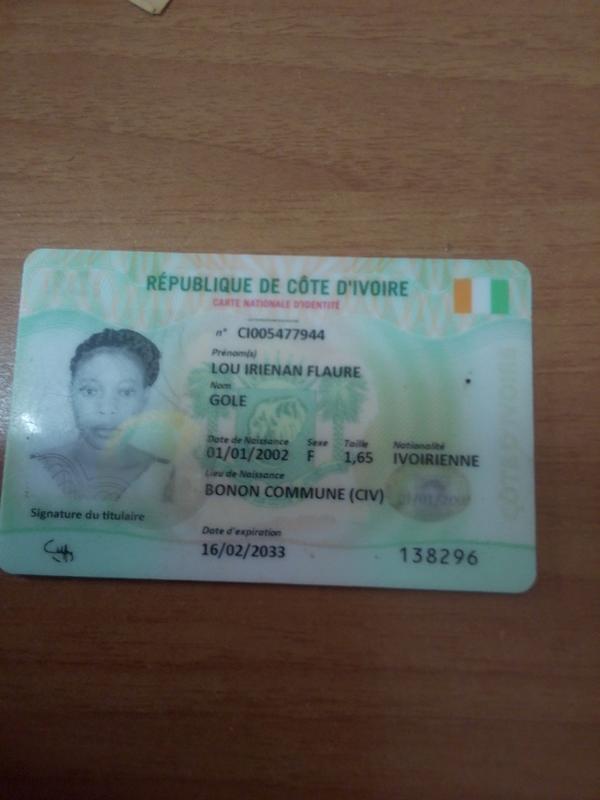 RÉPUBLIQUE DE CÔTE D'IVOIRE
CARTE NATIONALE D'IDENTITÉ
n° CI005477944
Prénom(s)
LOU IRIENAN FLAURE
Nom
GOLE
Date de Naissance Sexe Taille Nationalité
01/01/2002 F 1,65 IVOIRIENNE
Lieu de Naissance
BONON COMMUNE (CIV)
Signature du titulaire
Date d'expiration
16/02/2033
138296